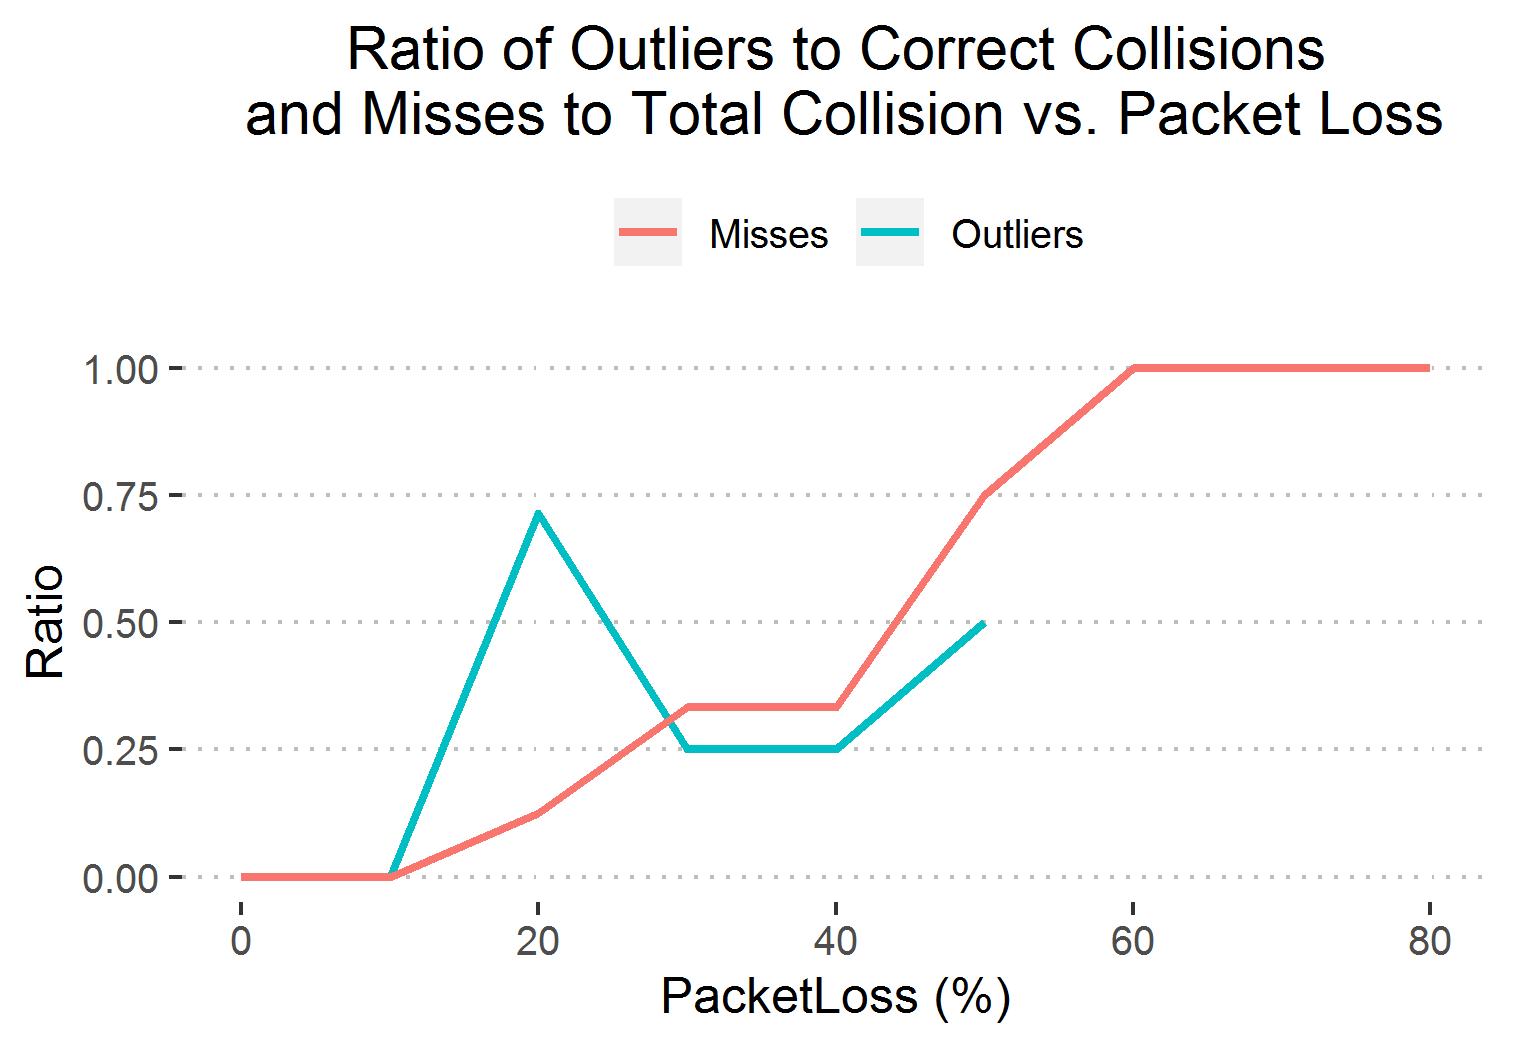 Ratio of Outliers to Correct Collisions
and Misses to Total Collision vs. Packet Loss
Misses Outliers
1.00
0.75
0.50
0.25
0.00
Ratio
0 20 40 60 80
PacketLoss (%)